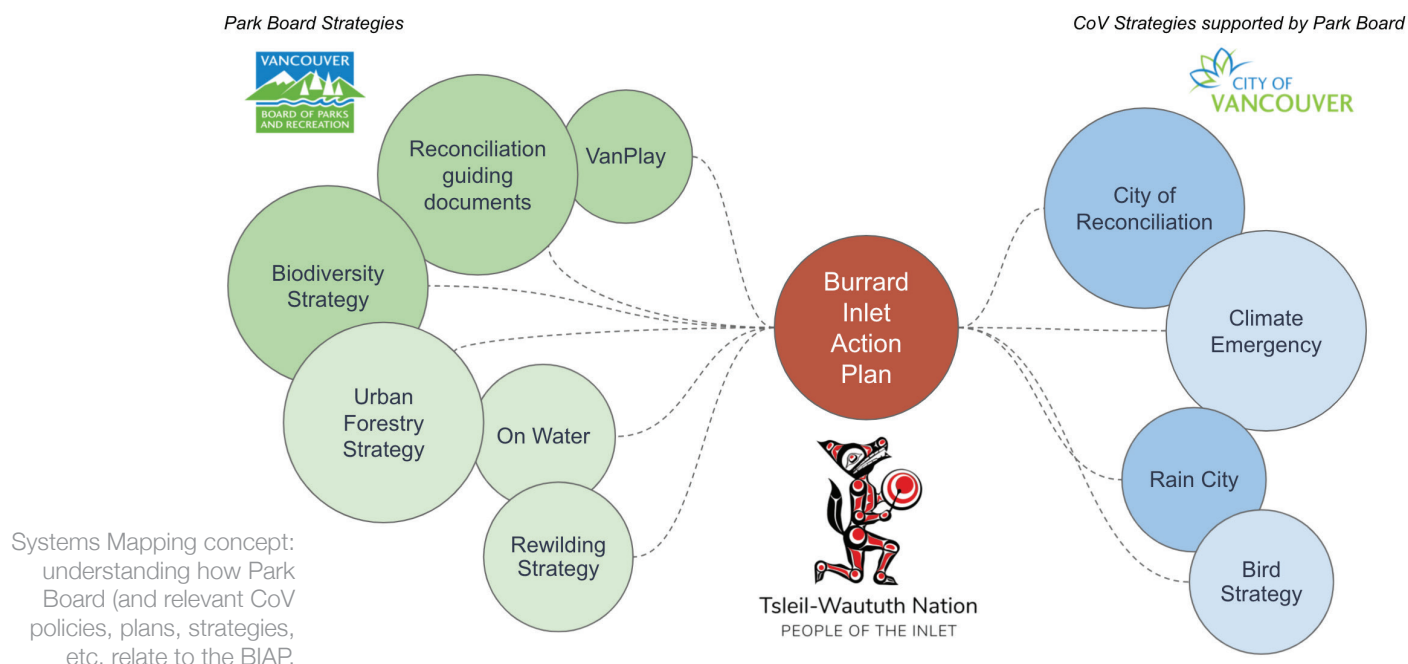 Park Board Strategies
CoV Strategies supported by Park Board
VANCOUVER
BOARD OF PARKS
AND RECREATION
CITY OF
VANCOUVER
Reconciliation
guiding
documents
VanPlay
Biodiversity
Strategy
Urban
Forestry
Strategy
On Water
Rewilding
Strategy
Burrard
Inlet
Action
Plan
City of
Reconciliation
Climate
Emergency
Rain City
Bird
Strategy
Tsleil-Waututh Nation
PEOPLE OF THE INLET
Systems Mapping concept:
understanding how Park
Board (and relevant CoV
policies, plans, strategies,
etc. relate to the BIAP.